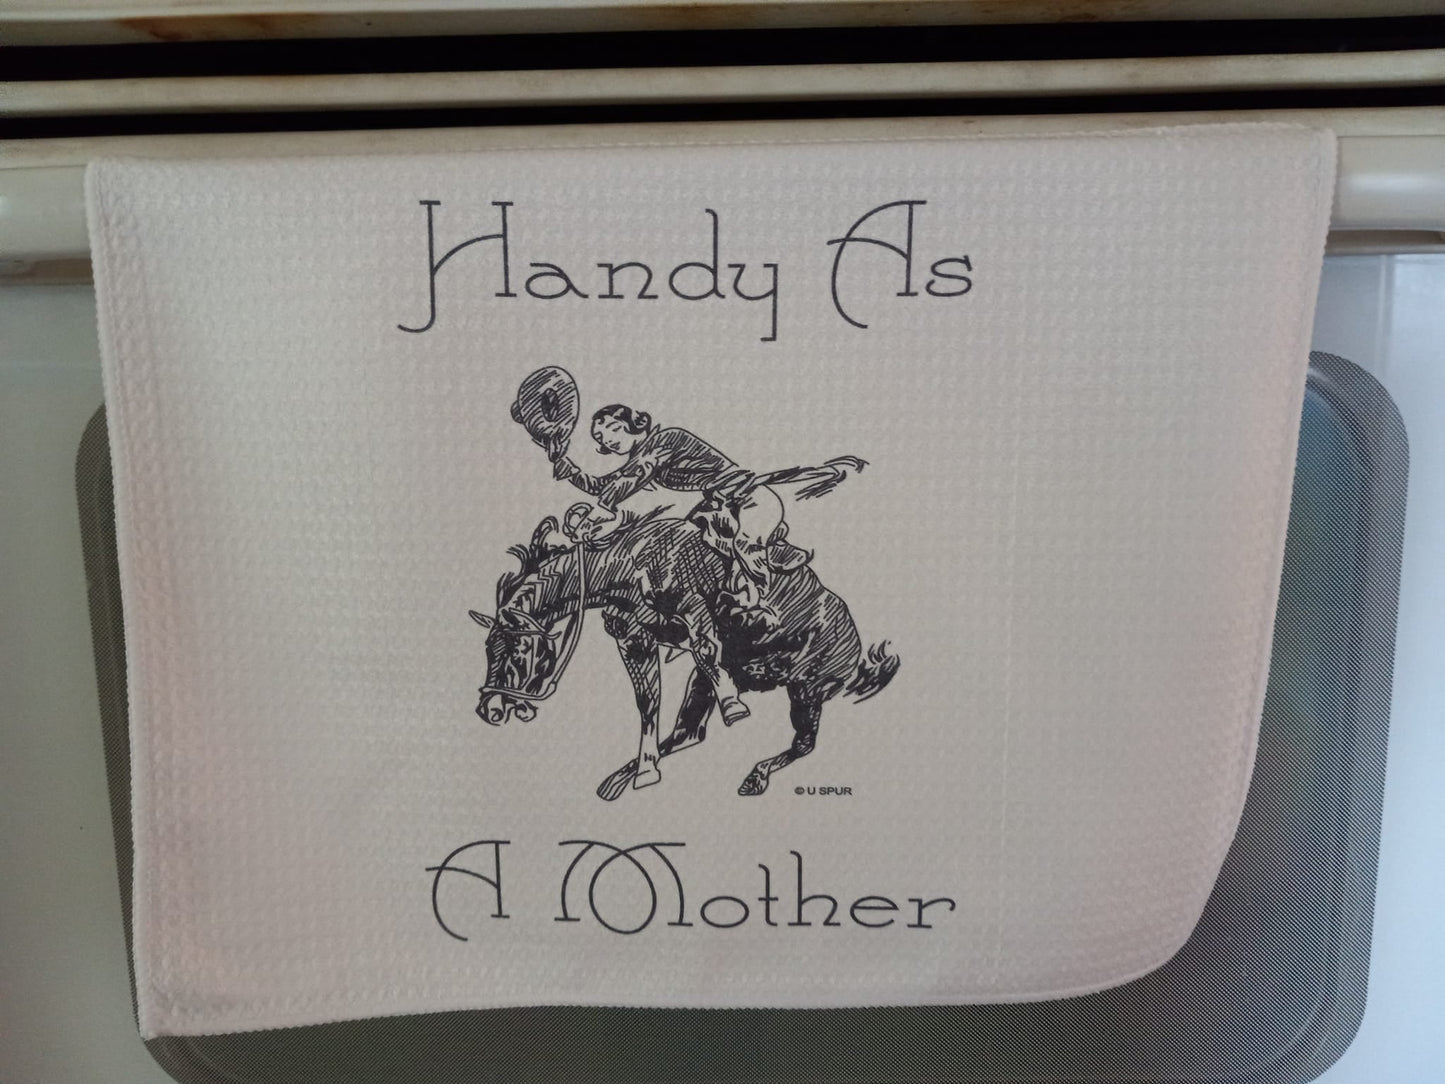 Handy As
© U SPUR
A Mother